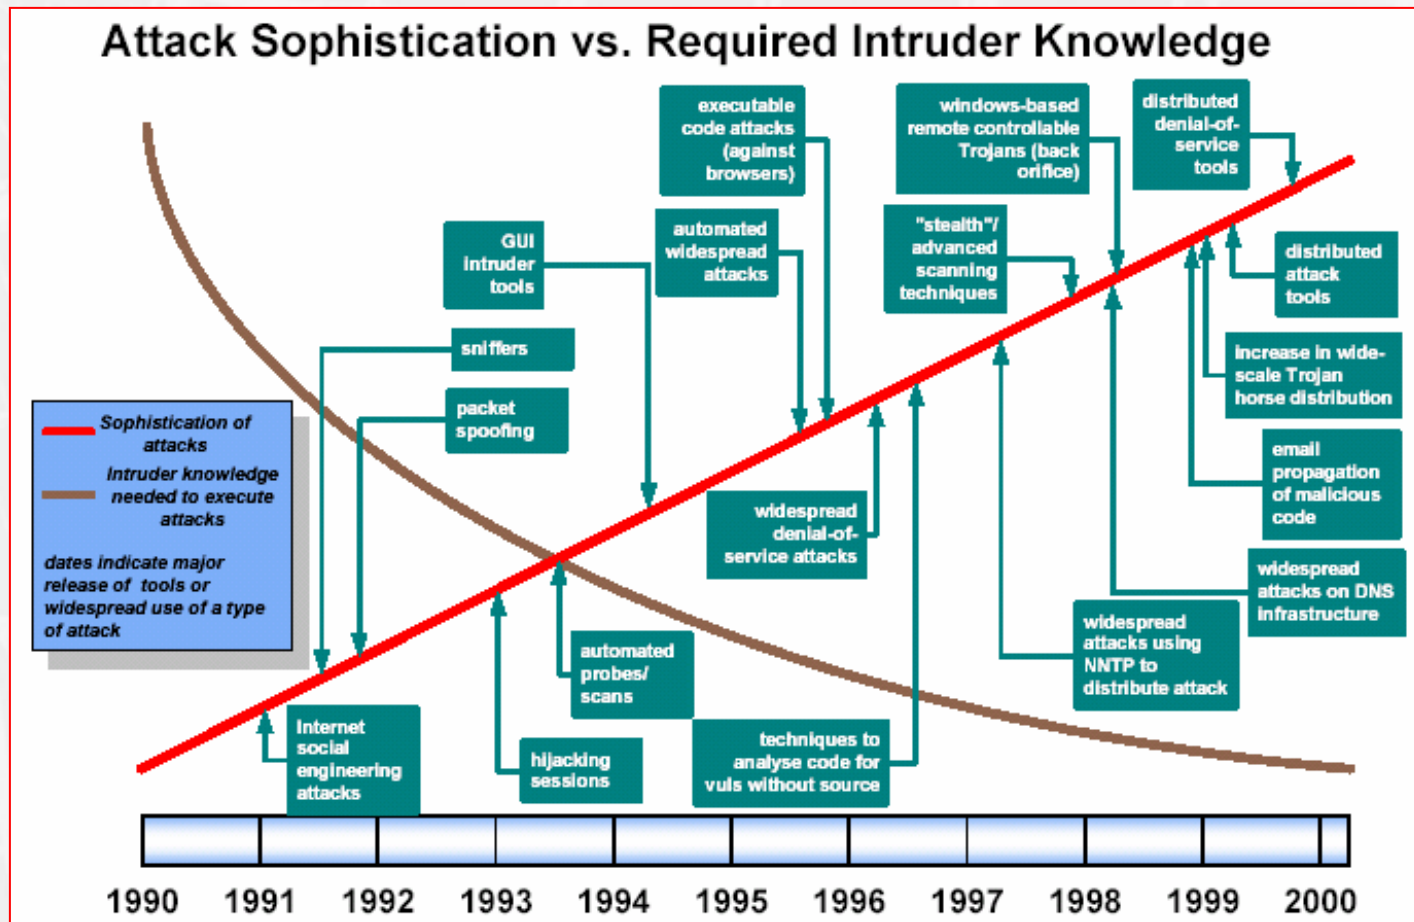 Attack Sophistication vs. Required Intruder Knowledge
executable
code attacks
(against
browsers)
windows-based
remote controllable
Trojans (back
orifice)
distributed
denial-of-
service
tools
GUI
intruder
tools
automated
widespread
attacks
"stealth"/
advanced
scanning
techniques
distributed
attack
tools
sniffers
increase in wide-
scale Trojan
horse distribution
packet
spoofing
Sophistication of
attacks
Intruder knowledge
needed to execute
attacks
dates indicate major
release of tools or
widespread use of a type
of attack
email
propagation
of malicious
code
widespread
denial-of-
service attacks
widespread
attacks on DNS
infrastructure
automated
probes/
scans
widespread
attacks using
NNTP to
distribute attack
Internet
social
engineering
attacks
hijacking
sessions
techniques to
analyse code for
vuls without source
1990 1991 1992 1993 1994 1995 1996 1997 1998 1999 2000